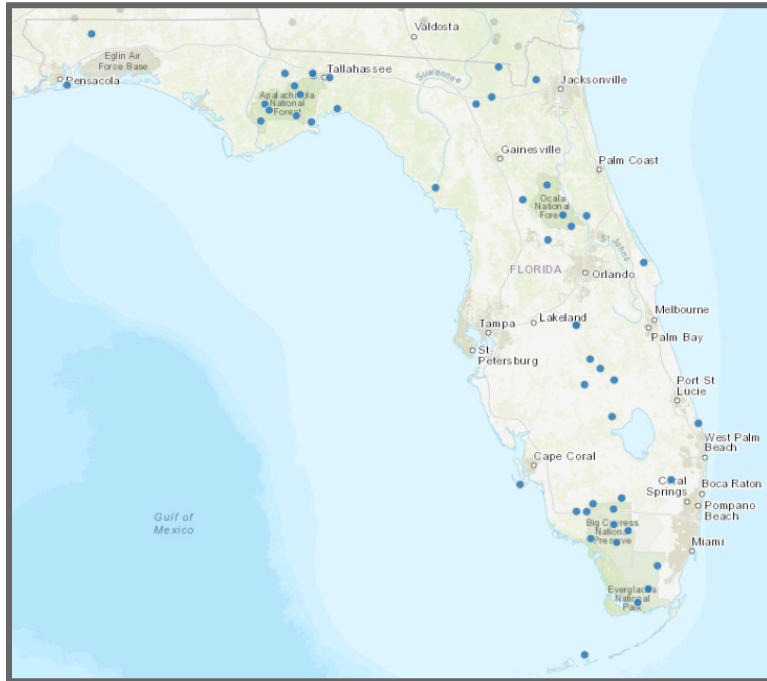 Valdosta
Eglin Air
Force Base
Pensacola
Tallahassee
Suwannee
Jacksonville
Apalachicola
National
Forest
Gainesville
Palm Coast
Ocala
National
Forest
St Johns
FLORIDA
Orlando
Melbourne
Lakeland
Tampa
Palm Bay
St
Petersburg
Port St
Lucie
West Palm
Beach
Cape Coral
Coral
Springs
Boca Raton
Pompano
Beach
Gulf of
Mexico
Big Cypress
National
Preserve
Miami
Everglades
National
Park